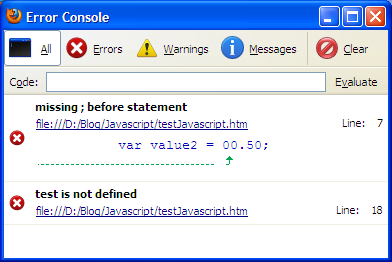 Error Console
All Errors Warnings Messages Clear
Code: Evaluate
missing ; before statement
file:///D:/Blog/Javascript/testJavascript.htm Line: 7
var value2 = 00.50;
test is not defined
file:///D:/Blog/Javascript/testJavascript.htm Line: 18